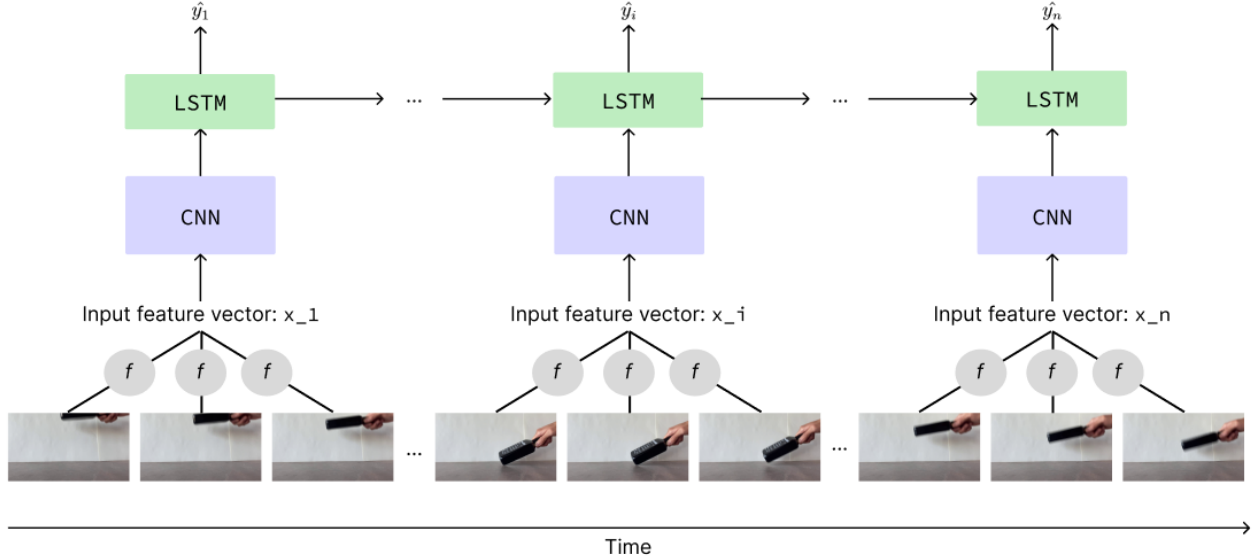 ŷ₁ ŷᵢ ŷₙ
LSTM ... LSTM ... LSTM
CNN CNN CNN
Input feature vector: x_1 Input feature vector: x_i Input feature vector: x_n
f f f f f f f f f
... ...
Time